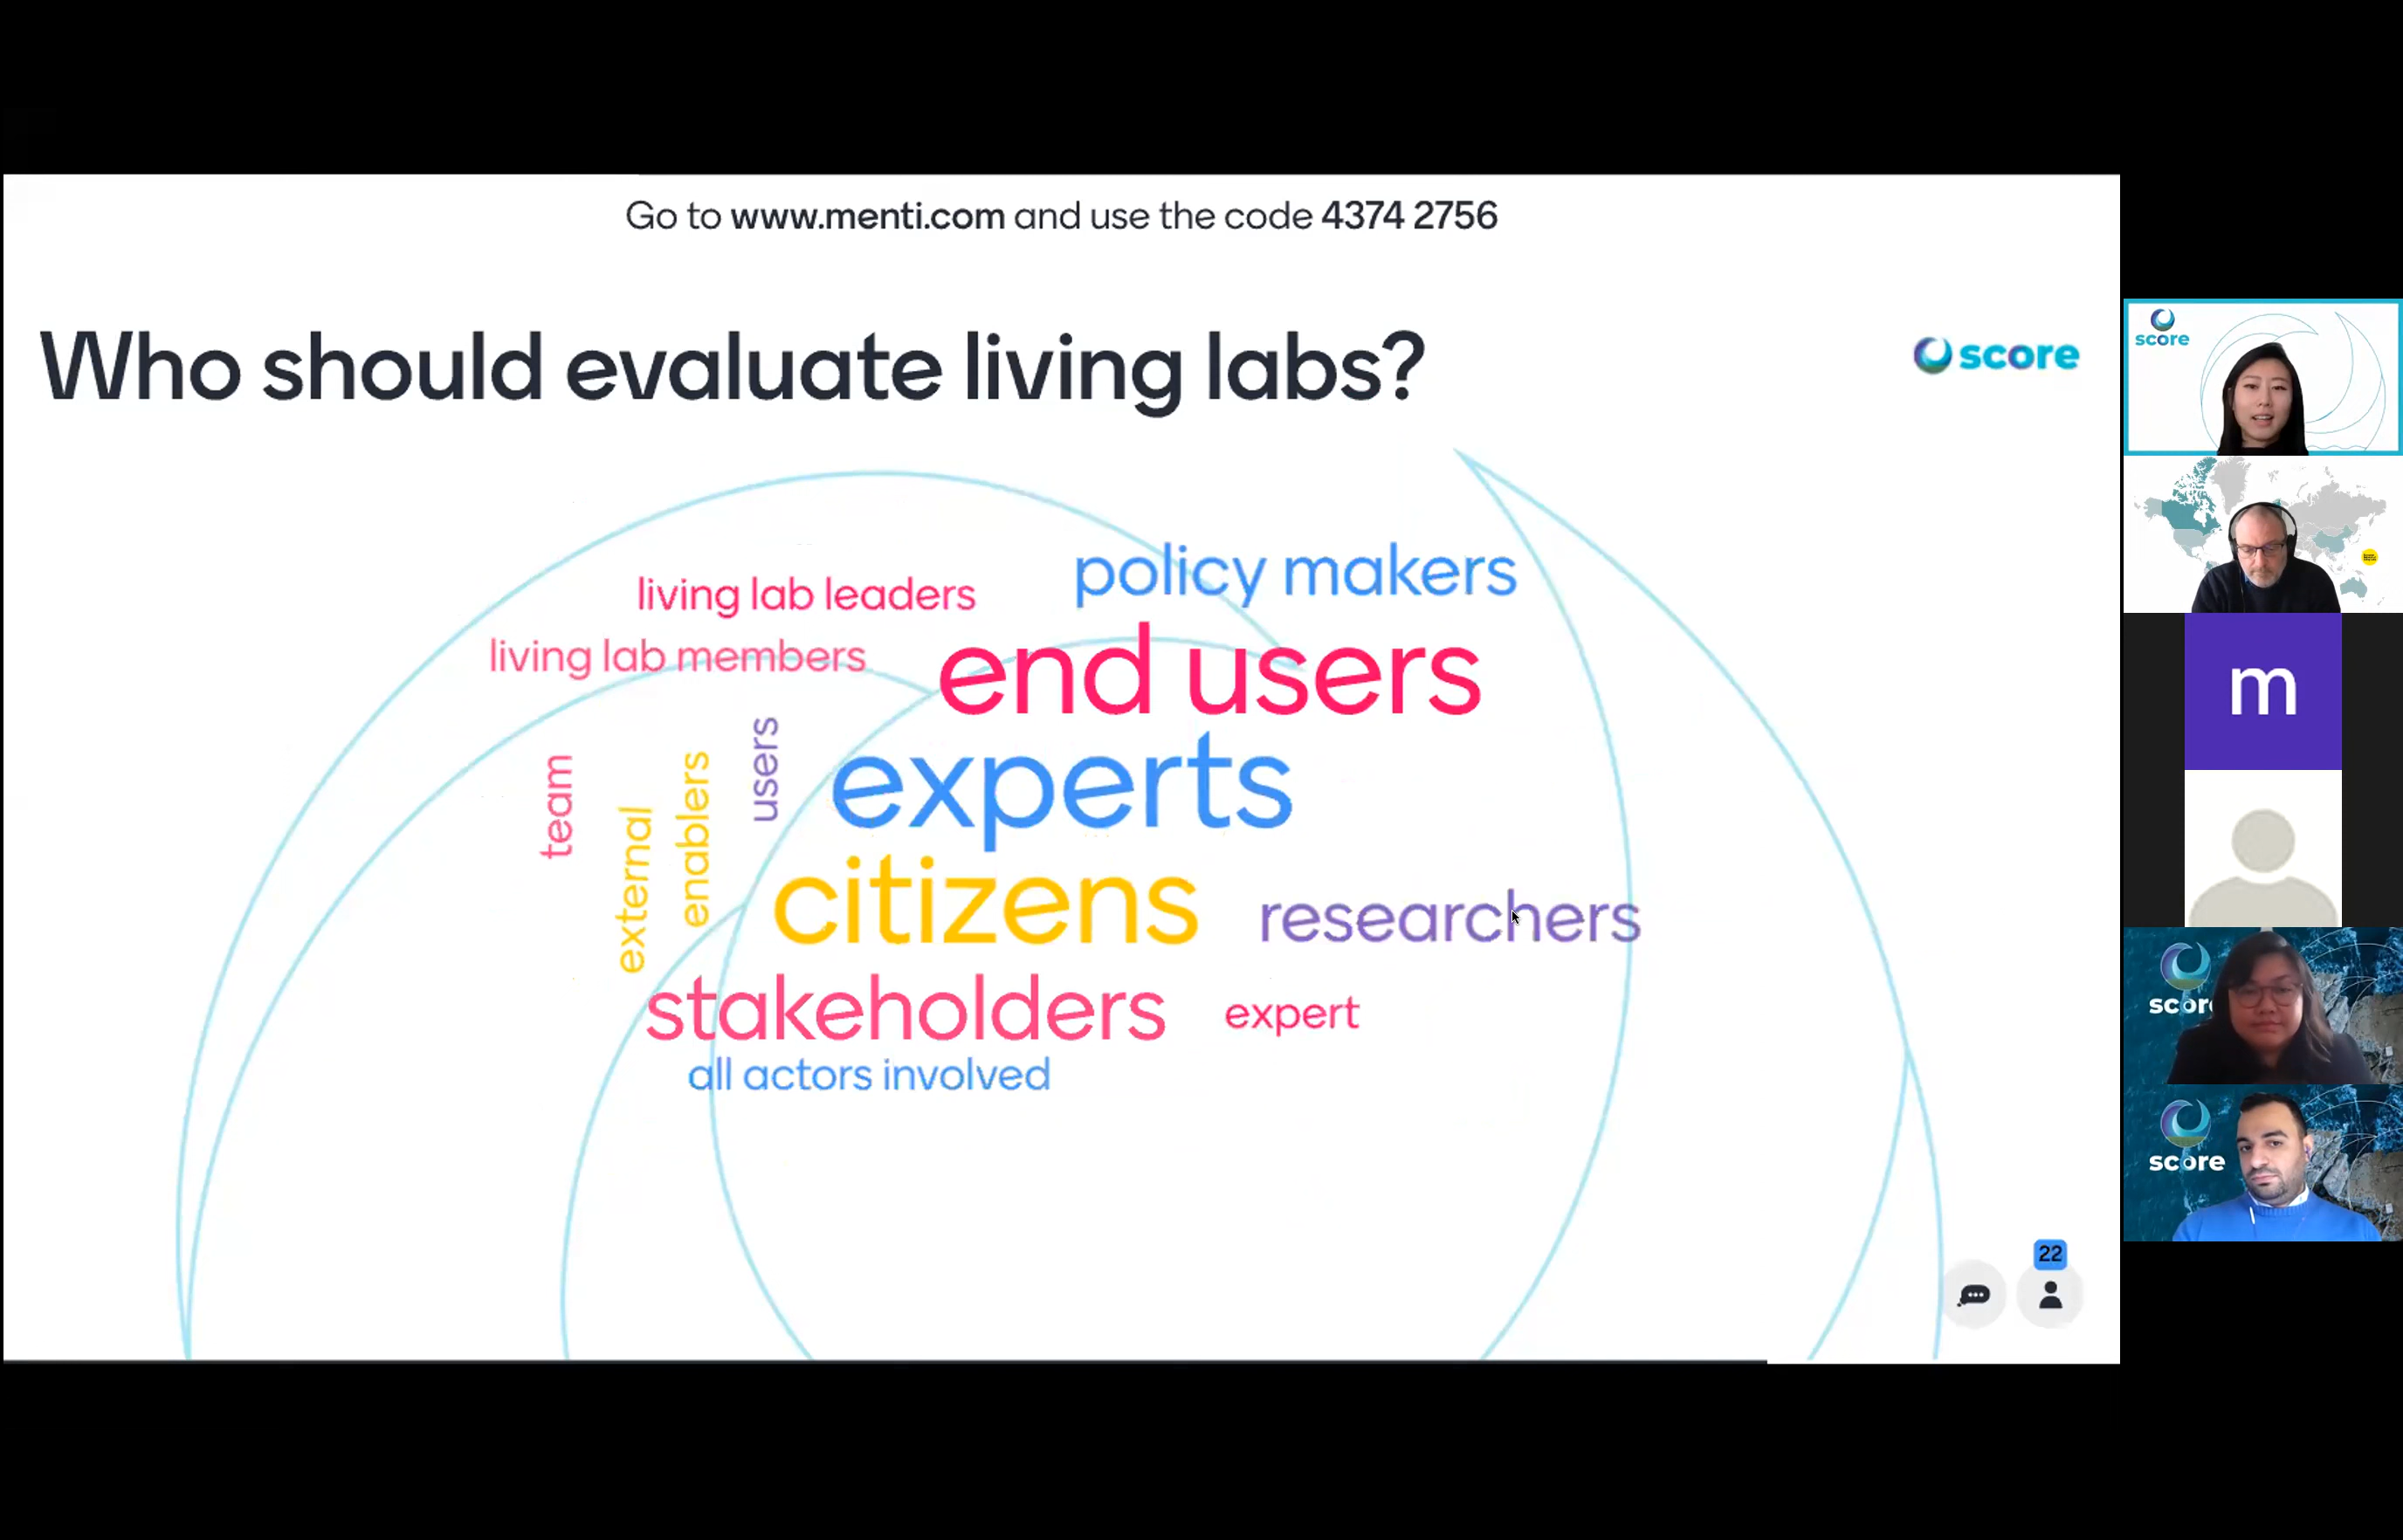 Go to www.menti.com and use the code 4374 2756
Who should evaluate living labs?
score
living lab leaders
policy makers
living lab members
end users
team
external
enablers
users
experts
citizens
researchers
stakeholders
expert
all actors involved
22
score
m
score
score